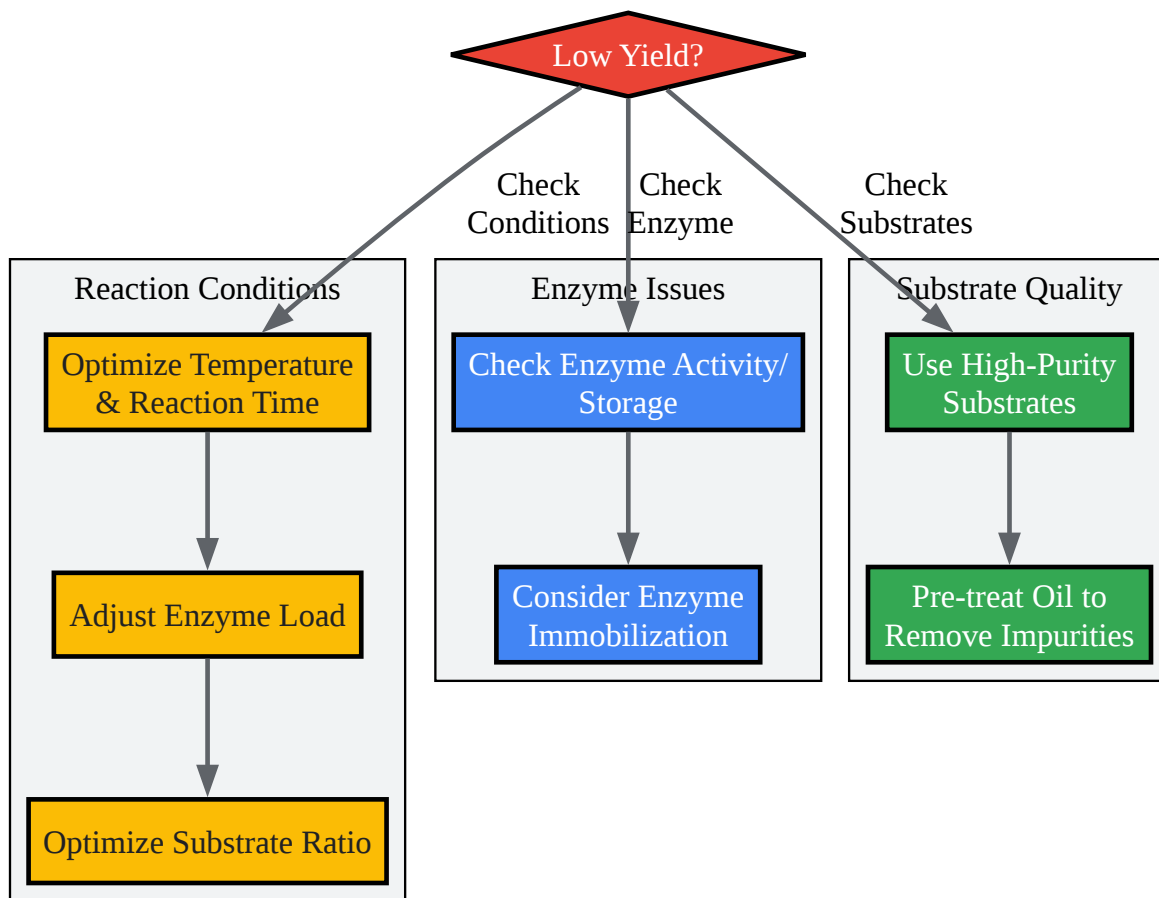 Low Yield?
Check
Conditions
Check
Enzyme
Check
Substrates
Reaction Conditions
Optimize Temperature
& Reaction Time
Adjust Enzyme Load
Optimize Substrate Ratio
Enzyme Issues
Check Enzyme Activity/
Storage
Consider Enzyme
Immobilization
Substrate Quality
Use High-Purity
Substrates
Pre-treat Oil to
Remove Impurities